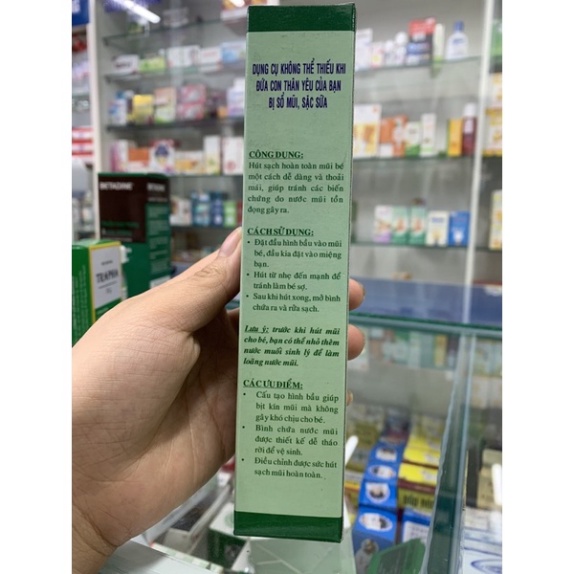 DỤNG CỤ KHÔNG THỂ THIẾU KHI
ĐỨA CON THÂN YÊU CỦA BẠN
BỊ SỔ MŨI, SẶC SỮA
CÔNG DỤNG:
Hút sạch hoàn toàn mũi bé
một cách dễ dàng và thoải
mái, giúp tránh các biến
chứng do nước mũi tồn
đọng gây ra.
CÁCH SỬ DỤNG:
• Đặt đầu hình bầu vào mũi
bé, đầu kia đặt vào miệng
bạn.
• Hút từ nhẹ đến mạnh để
tránh làm bé sợ.
• Sau khi hút xong, mở bình
chứa ra và rửa sạch.
Lưu ý: trước khi hút mũi
cho bé, bạn có thể nhỏ thêm
nước muối sinh lý để làm
loãng nước mũi.
CÁC ƯU ĐIỂM:
• Cấu tạo hình bầu giúp
bịt kín mũi mà không
gây khó chịu cho bé.
• Bình chứa nước mũi
được thiết kế dễ tháo
rời để vệ sinh.
• Điều chỉnh được sức hút
sạch mũi hoàn toàn.
BETADINE
TRAPHA